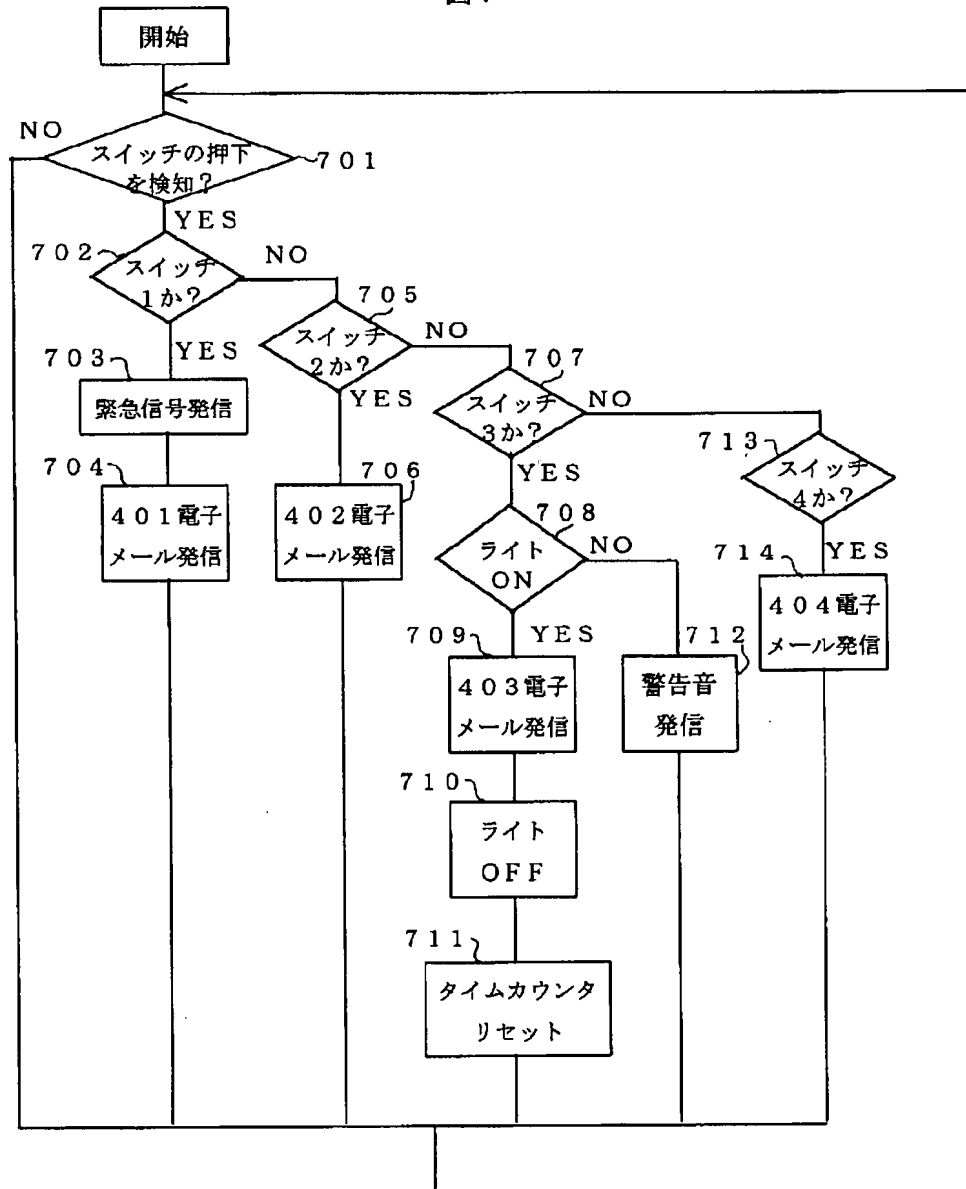 開始
NO
スイッチの押下
を検知?
701
YES
702
スイッチ
1か?
NO
YES
703
緊急信号発信
704
401電子
メール発信
705
スイッチ
2か?
NO
YES
706
402電子
メール発信
707
スイッチ
3か?
NO
YES
708
ライト
ON
NO
YES
709
403電子
メール発信
710
ライト
OFF
711
タイムカウンタ
リセット
712
警告音
発信
713
スイッチ
4か?
YES
714
404電子
メール発信